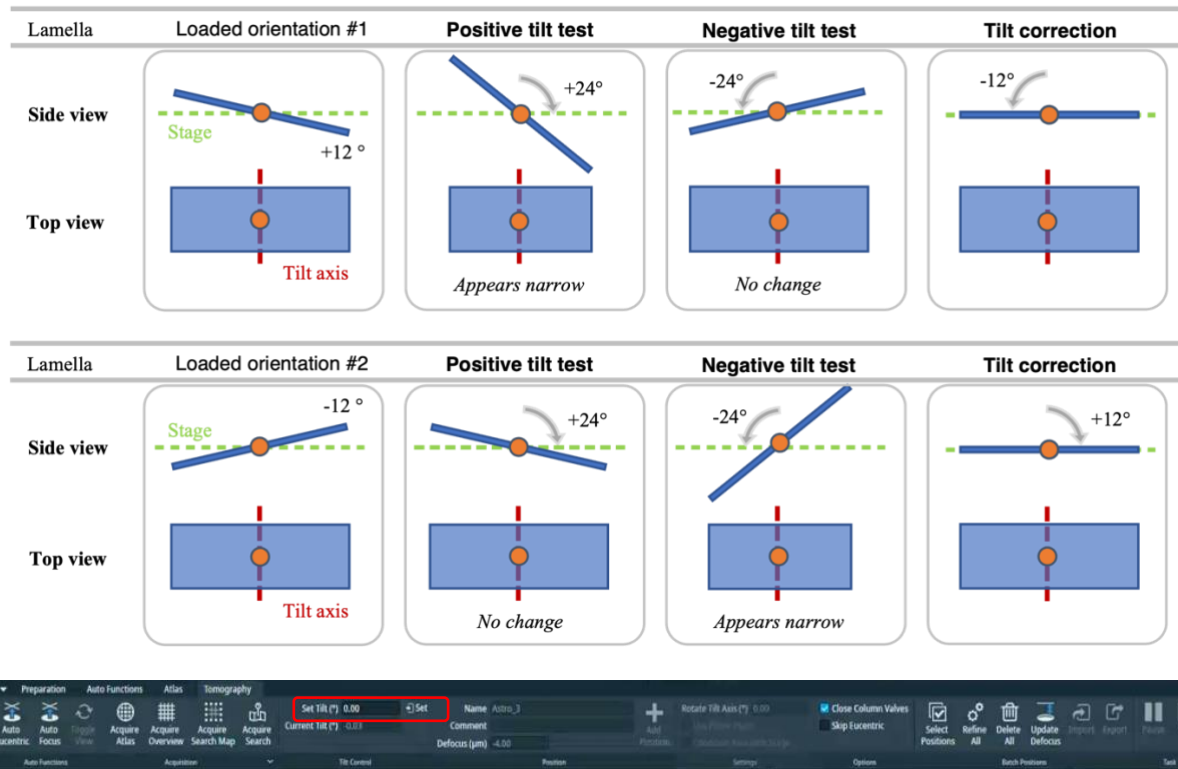 Lamella Loaded orientation #1 Positive tilt test Negative tilt test Tilt correction
Side view
Stage
+12 °
+24°
-24°
-12°
Top view
Tilt axis
Appears narrow
No change
Lamella Loaded orientation #2 Positive tilt test Negative tilt test Tilt correction
Side view
Stage
-12 °
+24°
-24°
+12°
Top view
Tilt axis
No change
Appears narrow
Preparation Auto Functions Atlas Tomography
Set Tilt (°) 0.00 Set Name Astro_3 Rotate Tilt Axis (°) 0.00 Close Column Valves
Current Tilt (°) -0.03 Comment Skip Eucentric
Defocus (µm) -4.00
Auto Eucentric
Auto Focus
Toggle View
Acquire Atlas
Acquire Overview
Acquire Search Map
Acquire Search
Add Position
Select Positions
Refine All
Delete All
Update Defocus
Import
Export
Pause
Auto Functions Acquisition Tilt Control Position Settings Options Batch Positions Task